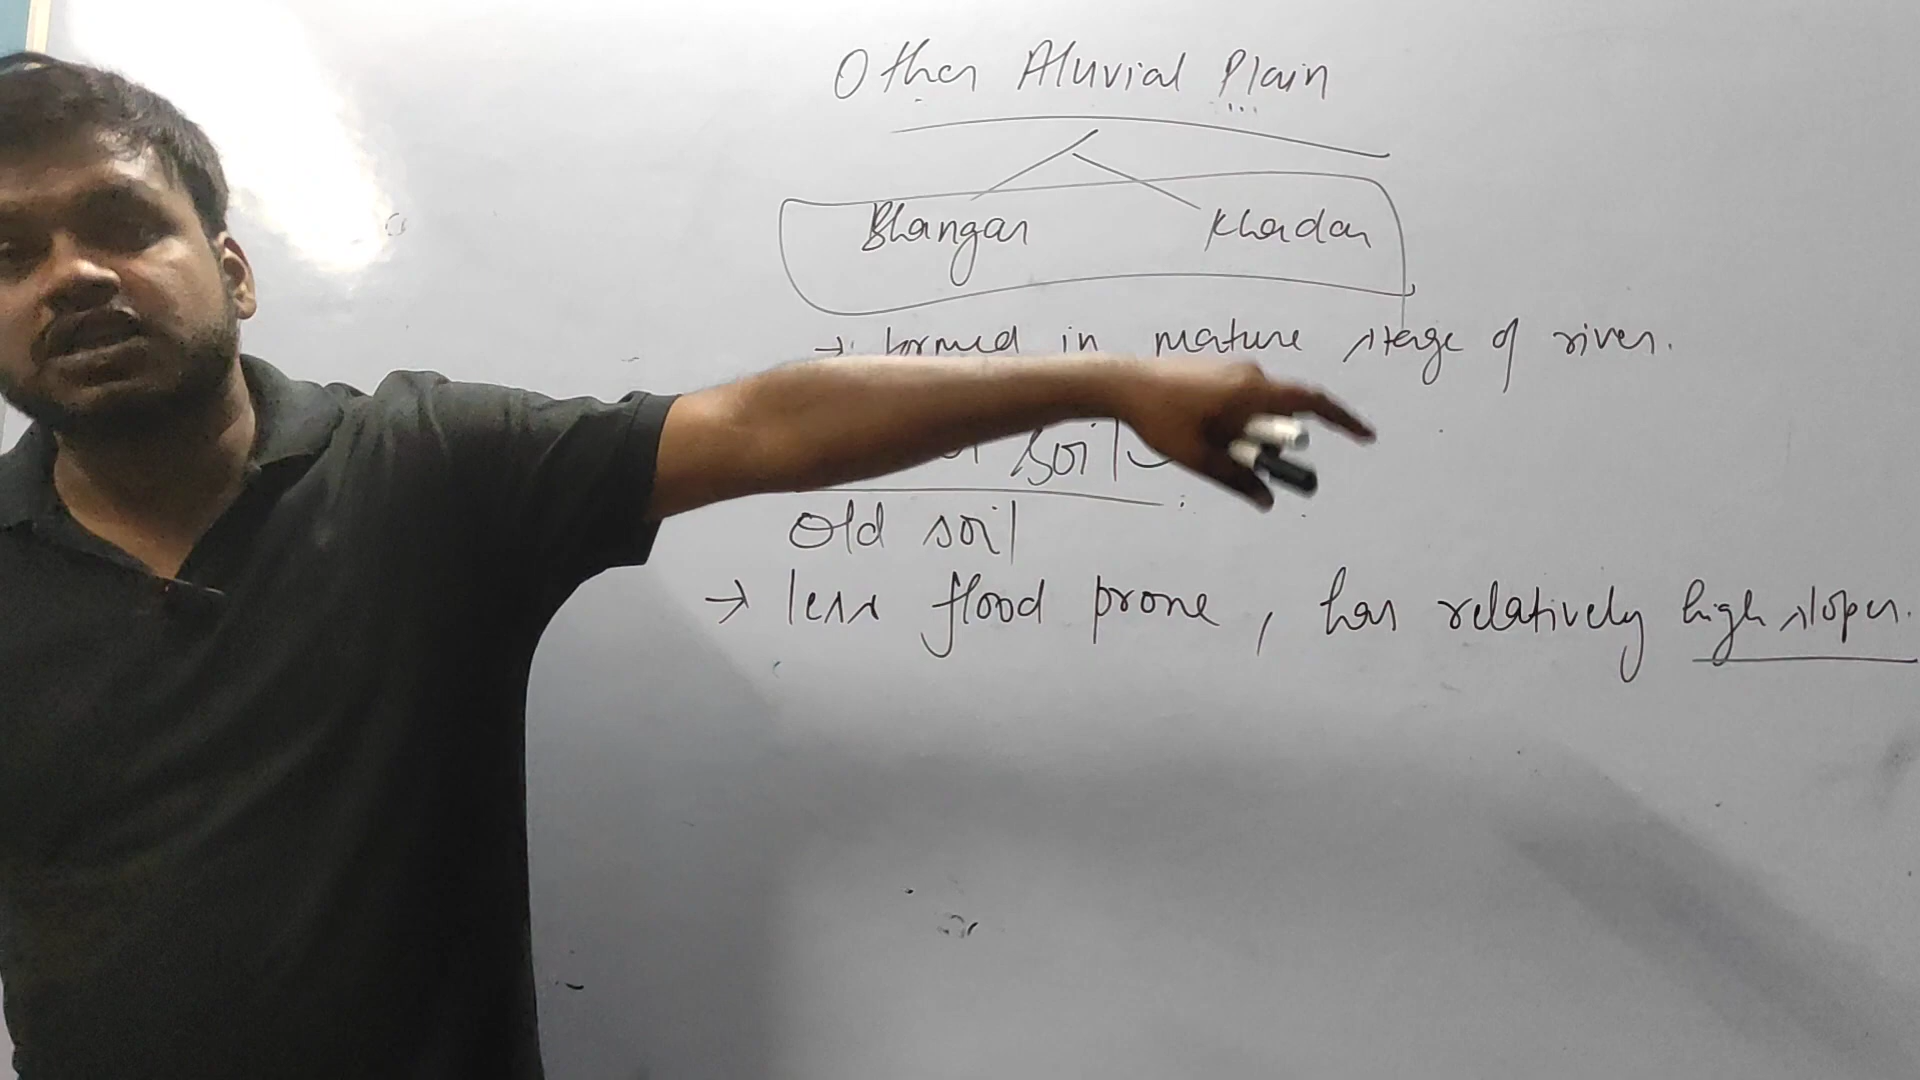 Other Aluvial Plain
Bhangar Khadar
→ formed in mature stage of river.
soil
Old soil
→ less flood prone, has relatively high slopes.